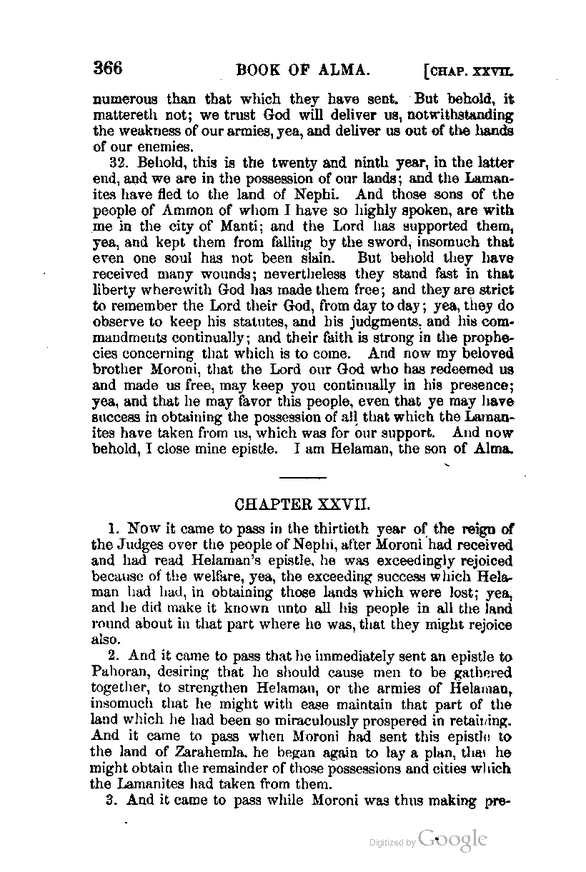 366 BOOK OF ALMA. [CHAP. XXVII.
numerous than that which they have sent. But behold, it
mattereth not; we trust God will deliver us, notwithstanding
the weakness of our armies, yea, and deliver us out of the hands
of our enemies.
32. Behold, this is the twenty and ninth year, in the latter
end, and we are in the possession of our lands; and the Laman-
ites have fled to the land of Nephi. And those sons of the
people of Ammon of whom I have so highly spoken, are with
me in the city of Manti; and the Lord has supported them,
yea, and kept them from falling by the sword, insomuch that
even one soul has not been slain. But behold they have
received many wounds; nevertheless they stand fast in that
liberty wherewith God has made them free; and they are strict
to remember the Lord their God, from day to day; yea, they do
observe to keep his statutes, and his judgments, and his com-
mandments continually; and their faith is strong in the prophe-
cies concerning that which is to come. And now my beloved
brother Moroni, that the Lord our God who has redeemed us
and made us free, may keep you continually in his presence;
yea, and that he may favor this people, even that ye may have
success in obtaining the possession of all that which the Laman-
ites have taken from us, which was for our support. And now
behold, I close mine epistle. I am Helaman, the son of Alma.
CHAPTER XXVII.
1. Now it came to pass in the thirtieth year of the reign of
the Judges over the people of Nephi, after Moroni had received
and had read Helaman's epistle, he was exceedingly rejoiced
because of the welfare, yea, the exceeding success which Hela-
man had had, in obtaining those lands which were lost; yea,
and he did make it known unto all his people in all the land
round about in that part where he was, that they might rejoice
also.
2. And it came to pass that he immediately sent an epistle to
Pahoran, desiring that he should cause men to be gathered
together, to strengthen Helaman, or the armies of Helaman,
insomuch that he might with ease maintain that part of the
land which he had been so miraculously prospered in retaining.
And it came to pass when Moroni had sent this epistle to
the land of Zarahemla, he began again to lay a plan, that he
might obtain the remainder of those possessions and cities which
the Lamanites had taken from them.
3. And it came to pass while Moroni was thus making pre-
Digitized by Google